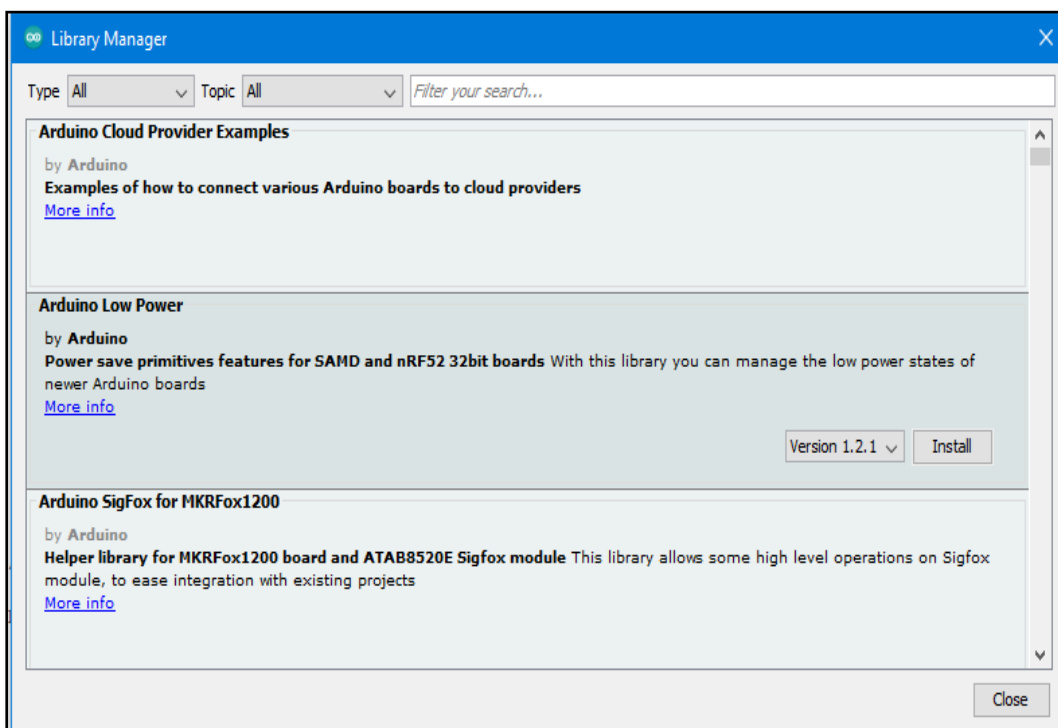 Library Manager
Type All Topic All Filter your search...
Arduino Cloud Provider Examples
by Arduino
Examples of how to connect various Arduino boards to cloud providers
More info
Arduino Low Power
by Arduino
Power save primitives features for SAMD and nRF52 32bit boards With this library you can manage the low power states of
newer Arduino boards
More info
Version 1.2.1 Install
Arduino SigFox for MKRFox1200
by Arduino
Helper library for MKRFox1200 board and ATAB8520E Sigfox module This library allows some high level operations on Sigfox
module, to ease integration with existing projects
More info
Close